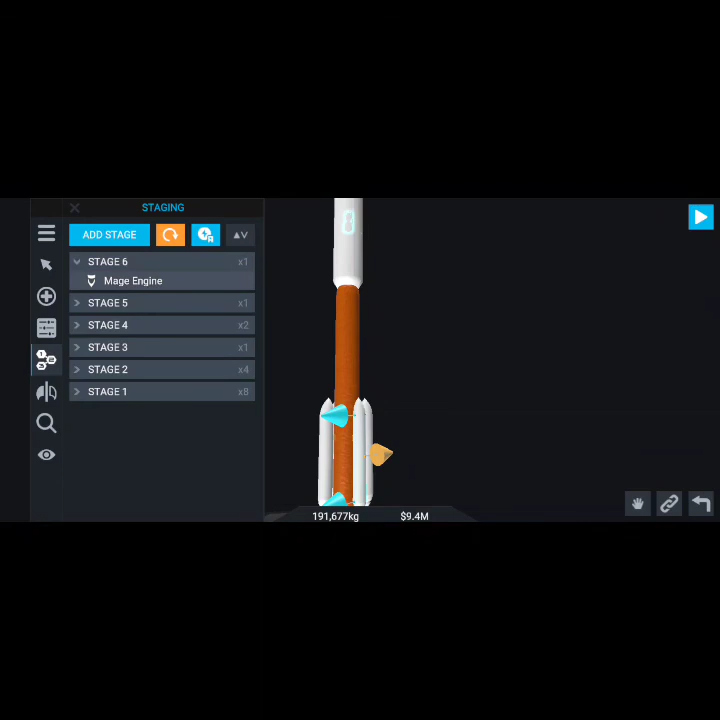 STAGING
ADD STAGE
STAGE 6 x1
Mage Engine
STAGE 5 x1
STAGE 4 x2
STAGE 3 x1
STAGE 2 x4
STAGE 1 x8
191,677kg $9.4M